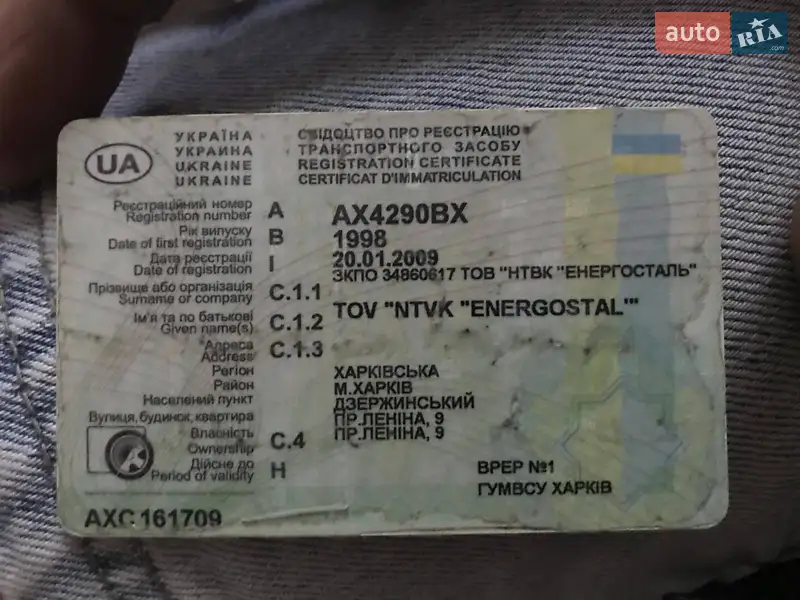 auto RIA .com
УКРАЇНА
УКРАИНА
UKRAINE
UKRAINE
СВІДОЦТВО ПРО РЕЄСТРАЦІЮ
ТРАНСПОРТНОГО ЗАСОБУ
REGISTRATION CERTIFICATE
CERTIFICAT D'IMMATRICULATION
UA
Реєстраційний номер
Registration number A AX4290BX
Рік випуску
Date of first registration B 1998
Дата реєстрації
Date of registration I 20.01.2009
ЗКПО 34860617 ТОВ "НТВК "ЕНЕРГОСТАЛЬ"
Прізвище або організація
Surname or company C.1.1
TOV "NTVK "ENERGOSTAL'"
Ім'я та по батькові
Given name(s) C.1.2
Адреса
Address C.1.3
Регіон ХАРКІВСЬКА
Район М.ХАРКІВ
Населений пункт ДЗЕРЖИНСЬКИЙ
Вулиця, будинок, квартира ПР.ЛЕНІНА, 9
ПР.ЛЕНІНА, 9
Власність
Ownership C.4
Дійсне до
Period of validity H
ВРЕР №1
ГУМВСУ ХАРКІВ
AXC 161709